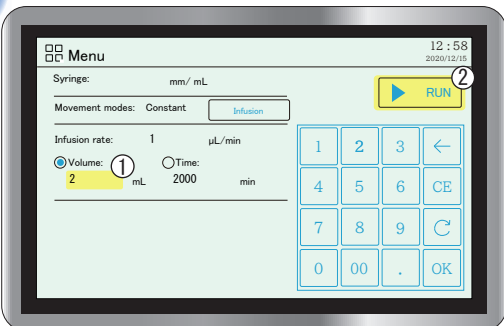 Menu
12 : 58
2020/12/15
Syringe: mm/ mL
② RUN
Movement modes: Constant Infusion
Infusion rate: 1 μL/min
Volume: ① Time:
2 mL 2000 min
1 2 3 ←
4 5 6 CE
7 8 9
0 00 . OK